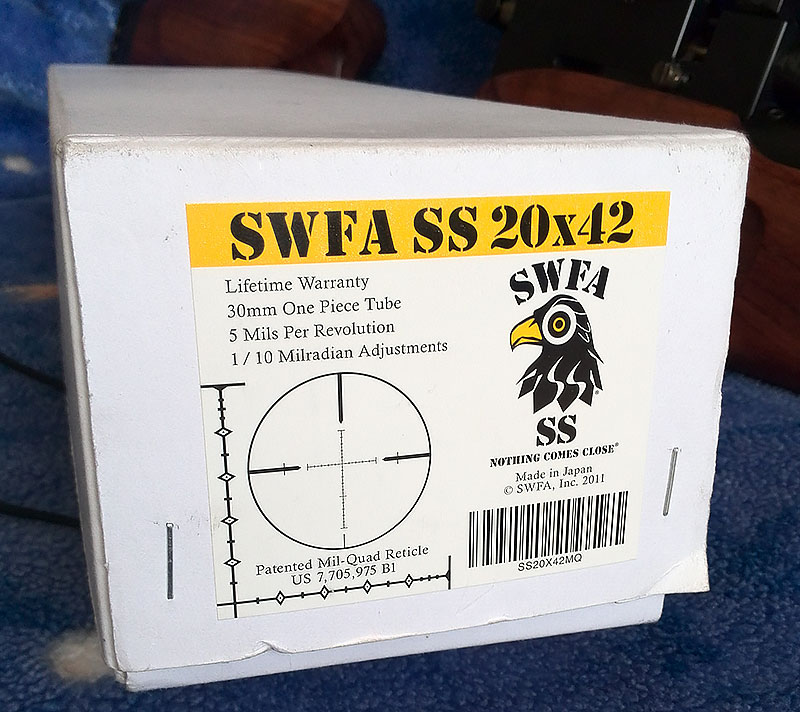 SWFA SS 20x42
Lifetime Warranty
30mm One Piece Tube
5 Mils Per Revolution
1/10 Milradian Adjustments
SWFA
SS
NOTHING COMES CLOSE®
Made in Japan
© SWFA, Inc. 2011
Patented Mil-Quad Reticle
US 7,705,975 B1
SS20X42MQ